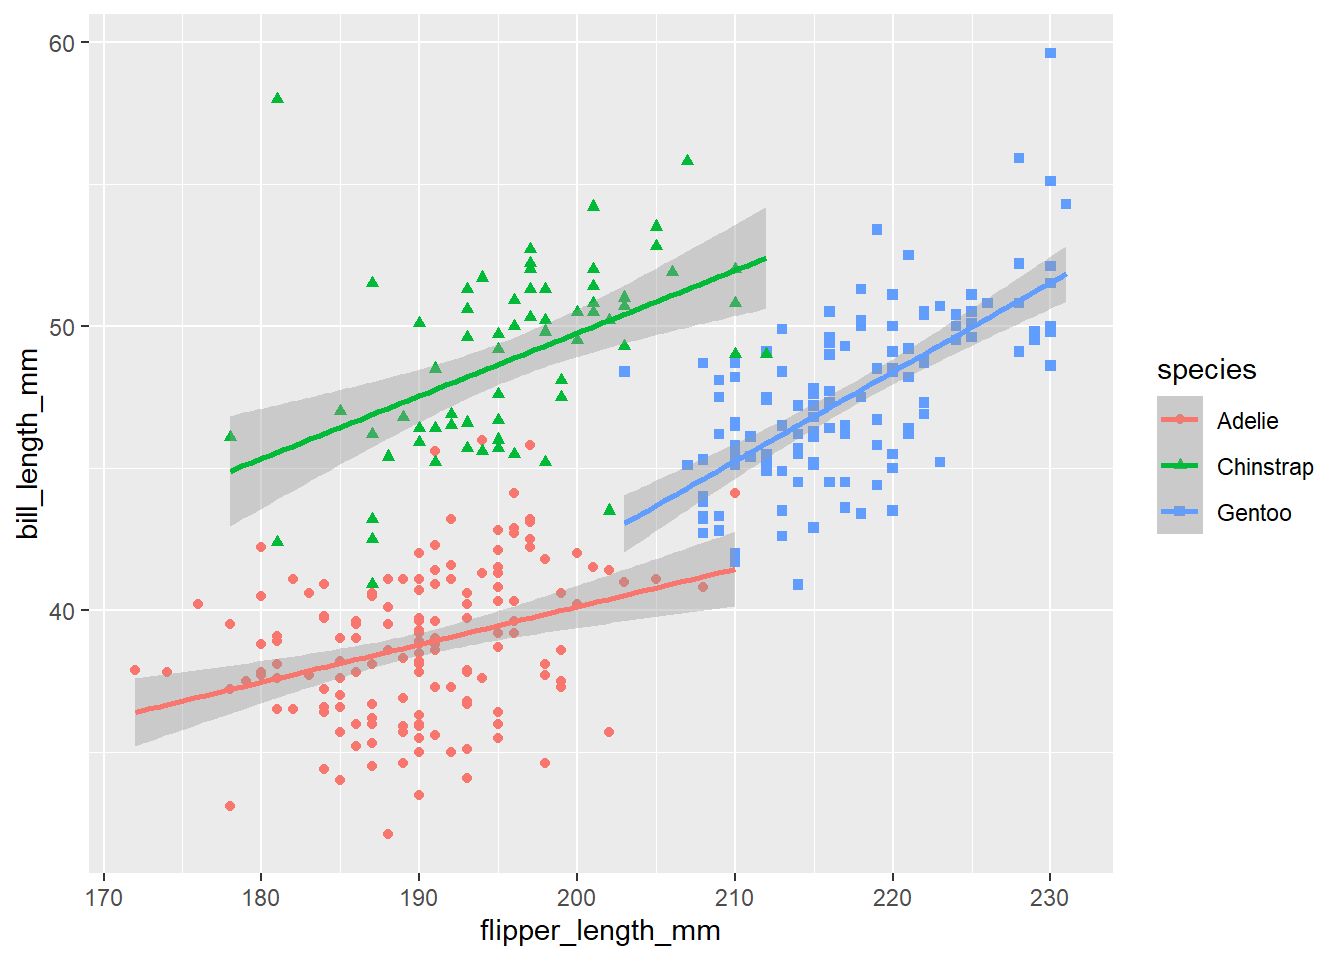 60
50
40
bill_length_mm
170 180 190 200 210 220 230
flipper_length_mm
species
Adelie
Chinstrap
Gentoo